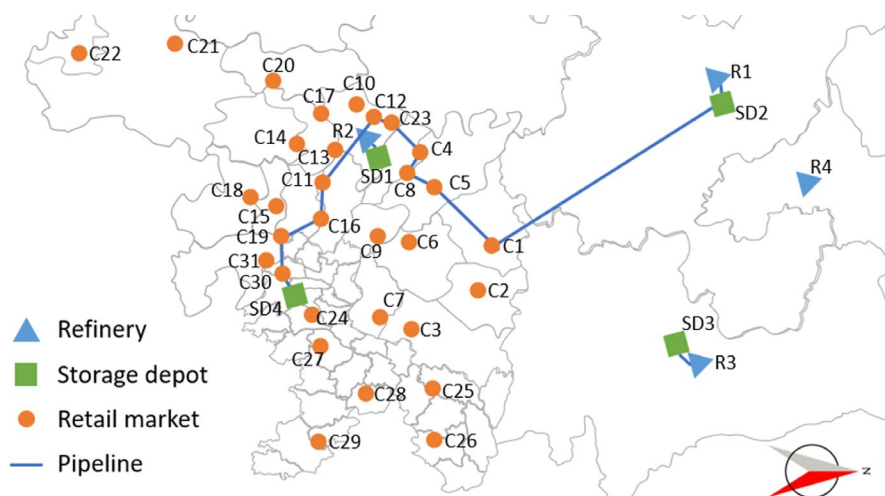 C22
C21
C20
C10
C17
C12
C23
R1
SD2
C14
R2
C13
C4
SD1
C11
C8
C5
R4
C18
C15
C19
C16
C9
C6
C1
C31
C30
C2
SD4
C24
C7
C3
SD3
R3
C27
C28
C25
C29
C26
Refinery
Storage depot
Retail market
Pipeline
N